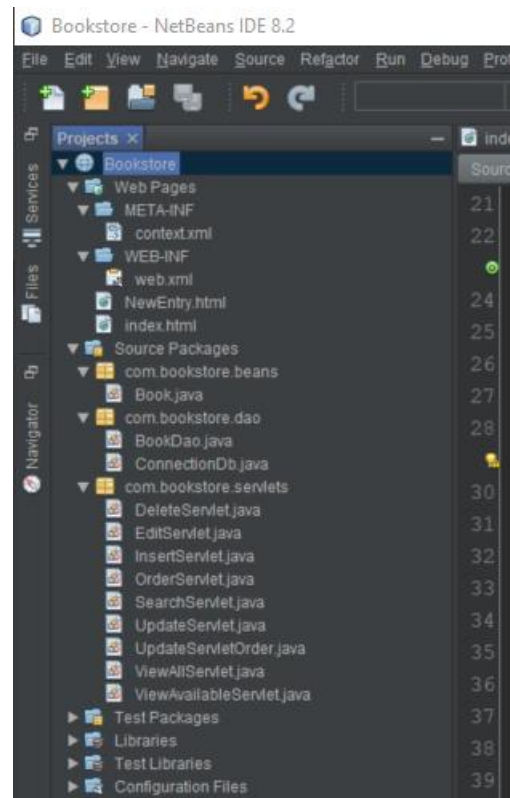 Bookstore - NetBeans IDE 8.2
File Edit View Navigate Source Refactor Run Debug
Projects
Bookstore
Web Pages
META-INF
context.xml
WEB-INF
web.xml
NewEntry.html
index.html
Source Packages
com.bookstore.beans
Book.java
com.bookstore.dao
BookDao.java
ConnectionDb.java
com.bookstore.servlets
DeleteServlet.java
EditServlet.java
InsertServlet.java
OrderServlet.java
SearchServlet.java
UpdateServlet.java
UpdateServletOrder.java
ViewAllServlet.java
ViewAvailableServlet.java
Test Packages
Libraries
Test Libraries
Configuration Files
Services
Files
Navigator
21
22
24
25
26
27
28
30
31
32
33
34
35
36
37
38
39